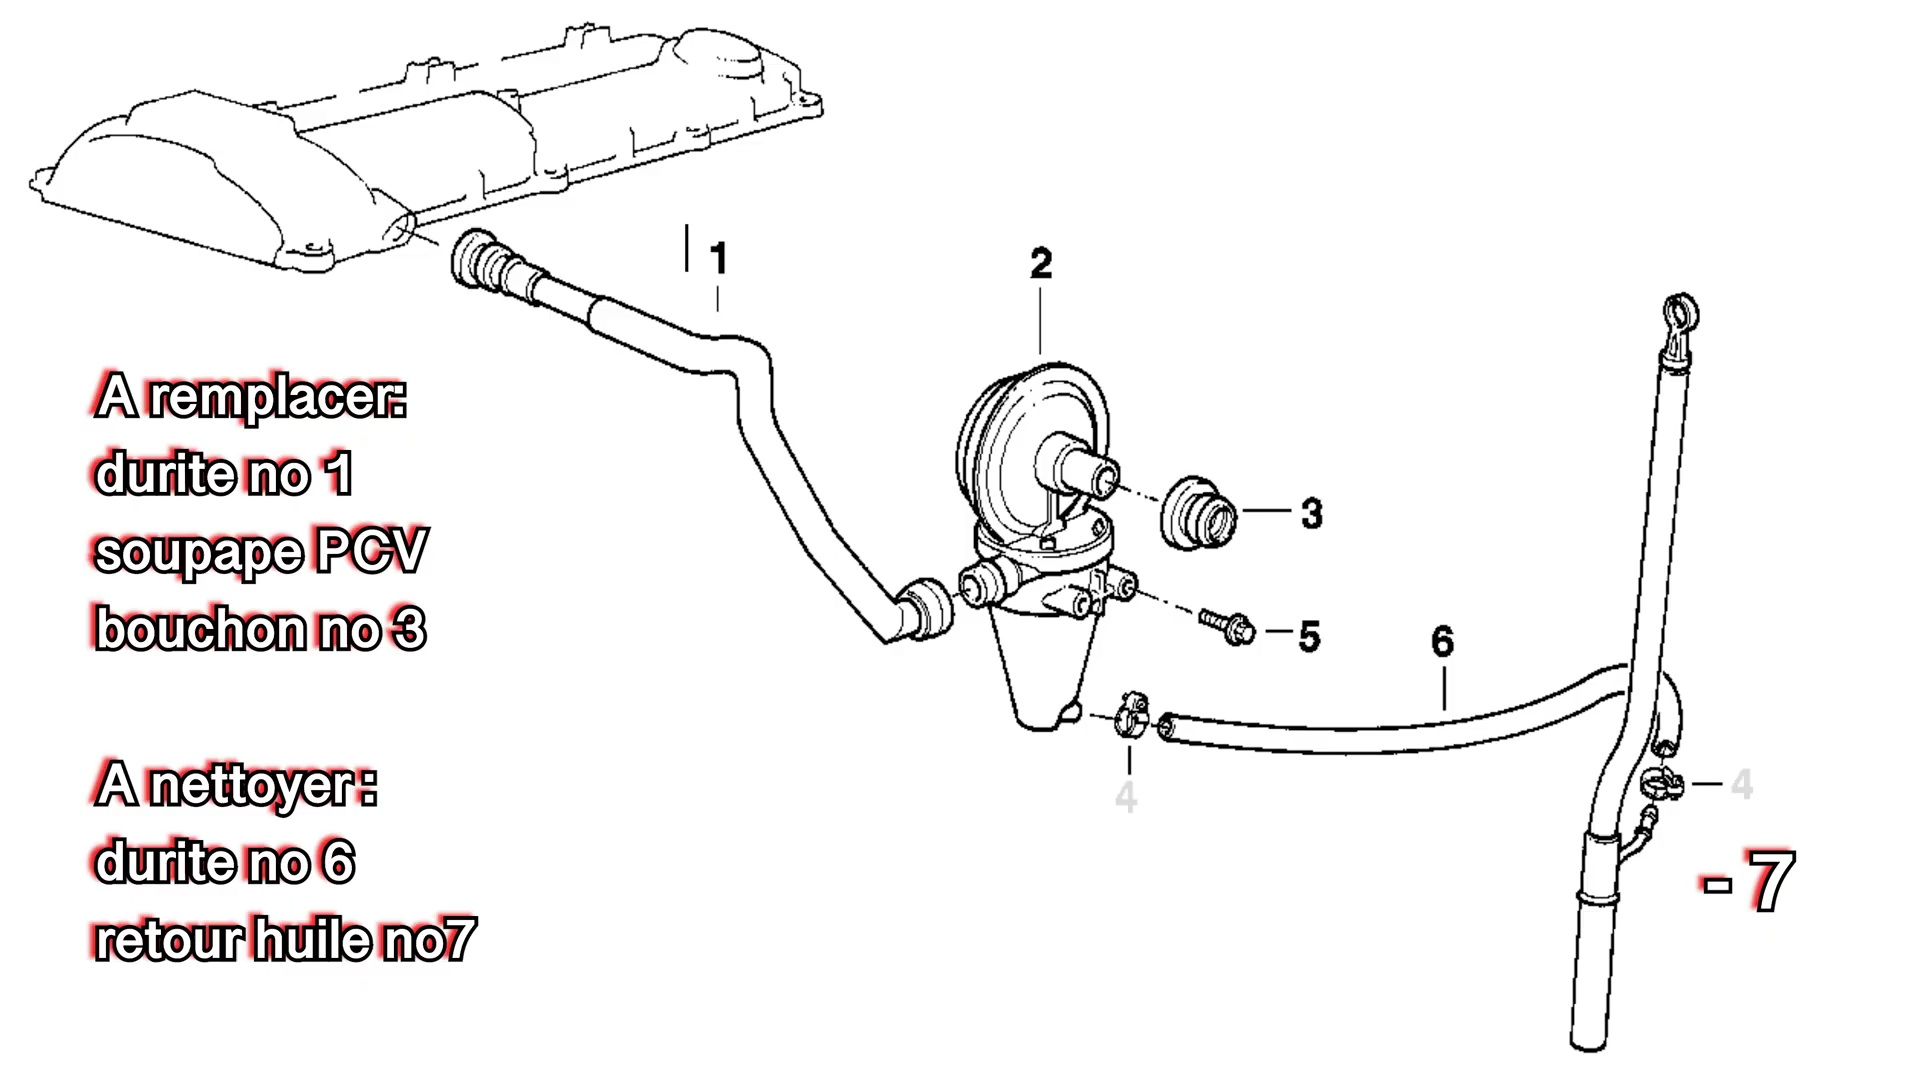 1
2
A remplacer:
durite no 1
soupape PCV
3
bouchon no 3
5
6
A nettoyer:
4
4
durite no 6
- 7
retour huile no7